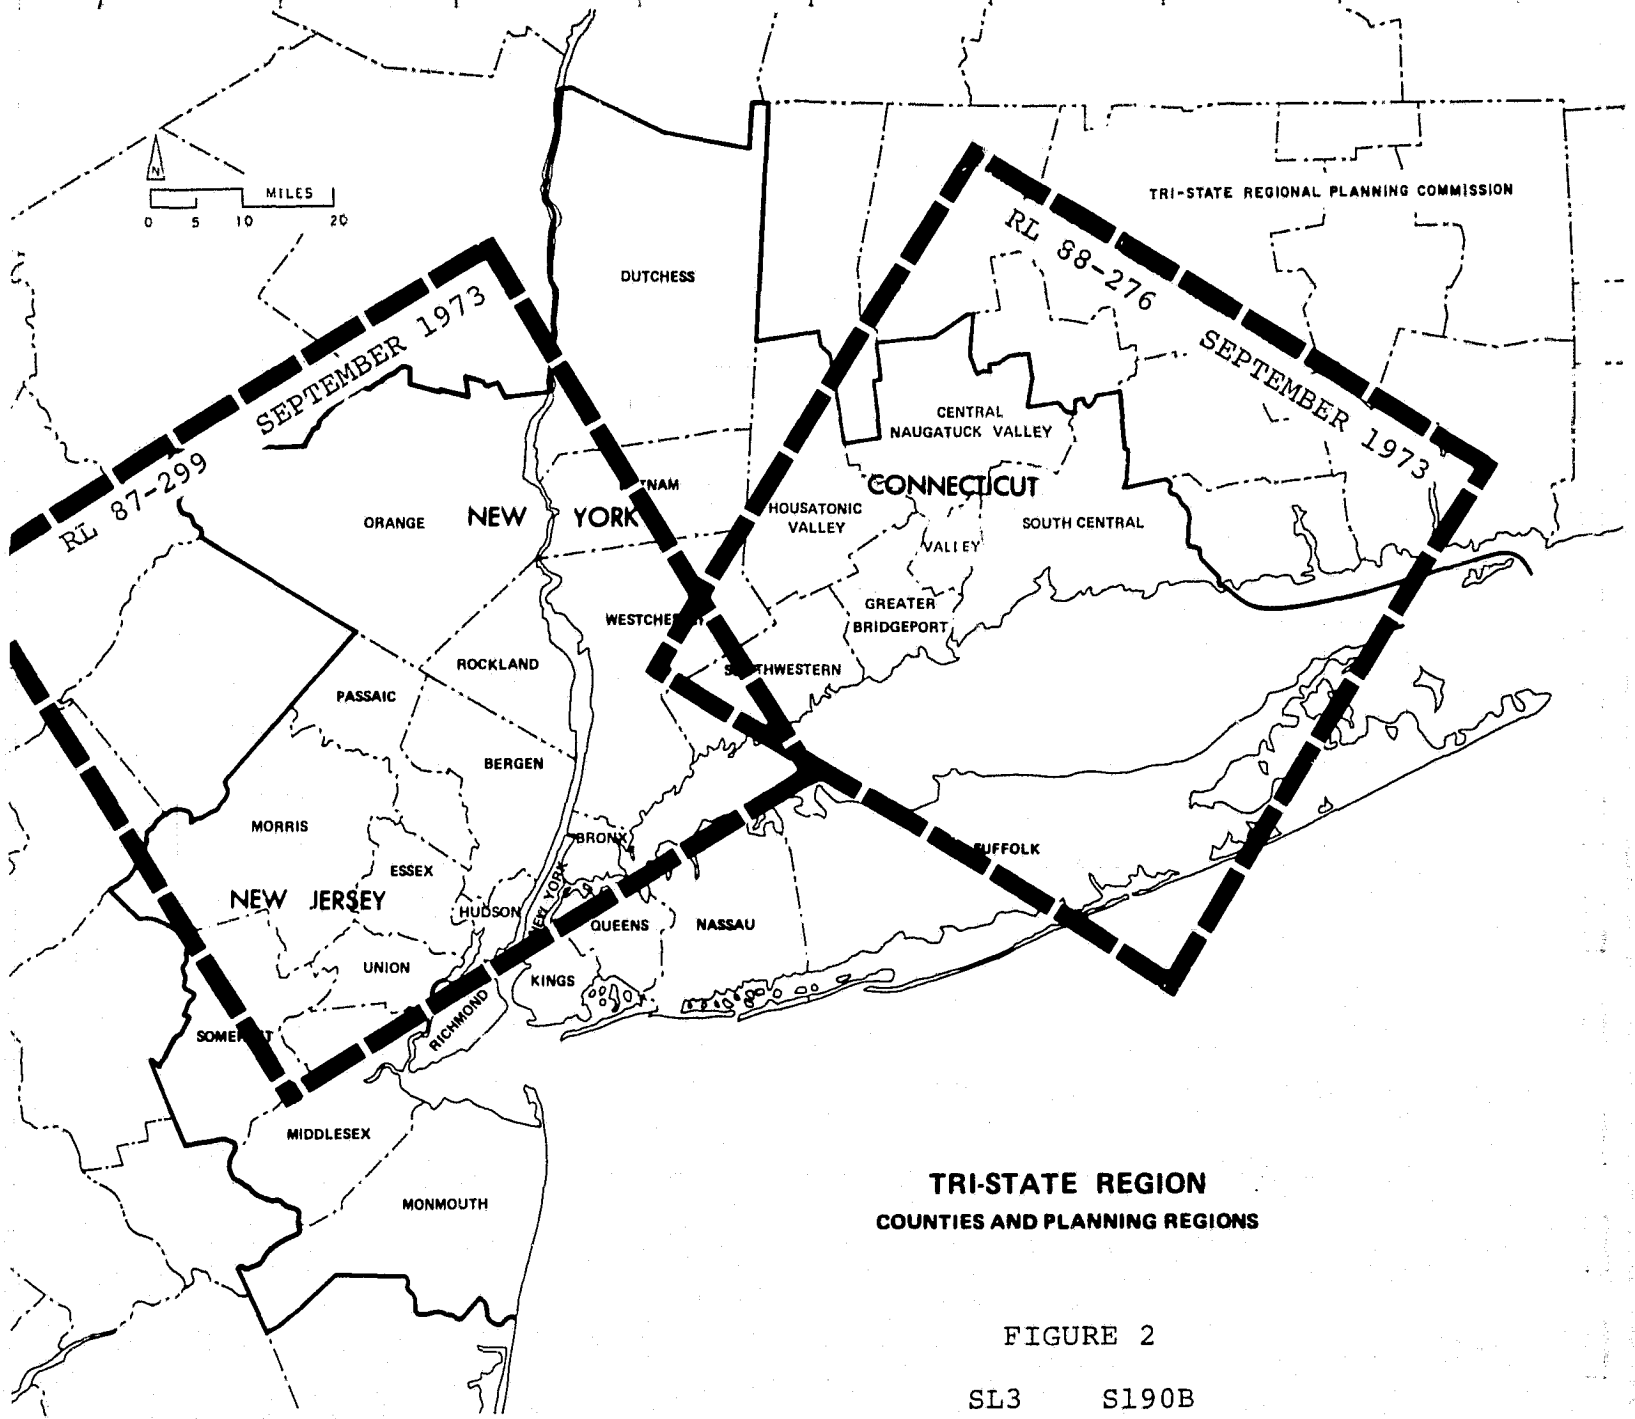 TRI-STATE REGIONAL PLANNING COMMISSION
N
MILES
0 5 10 20
DUTCHESS
RL 88-276 SEPTEMBER 1973
RL 87-299 SEPTEMBER 1973
CENTRAL
NAUGATUCK VALLEY
CONNECTICUT
ORANGE
NEW YORK
HOUSATONIC
VALLEY
SOUTH CENTRAL
VALLEY
GREATER
BRIDGEPORT
ROCKLAND
PASSAIC
BERGEN
MORRIS
BRONX
ESSEX
NEW JERSEY
HUDSON
QUEENS
NASSAU
UNION
KINGS
RICHMOND
MIDDLESEX
MONMOUTH
TRI-STATE REGION
COUNTIES AND PLANNING REGIONS
FIGURE 2
SL3 S190B